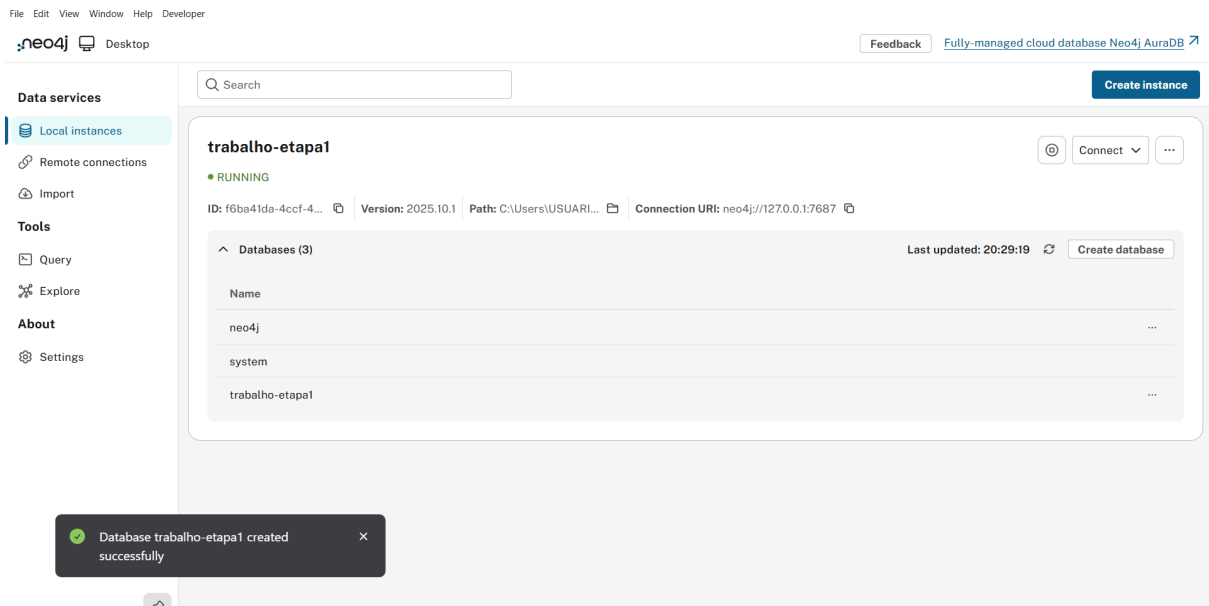 File Edit View Window Help Developer
neo4j Desktop
Feedback Fully-managed cloud database Neo4j AuraDB
Data services
Local instances
Remote connections
Import
Tools
Query
Explore
About
Settings
Search
Create instance
trabalho-etapa1
Connect
RUNNING
ID: f6ba41da-4ccf-4... Version: 2025.10.1 Path: C:\Users\USUARI... Connection URI: neo4j://127.0.0.1:7687
Databases (3) Last updated: 20:29:19 Create database
Name
neo4j
system
trabalho-etapa1
Database trabalho-etapa1 created
successfully